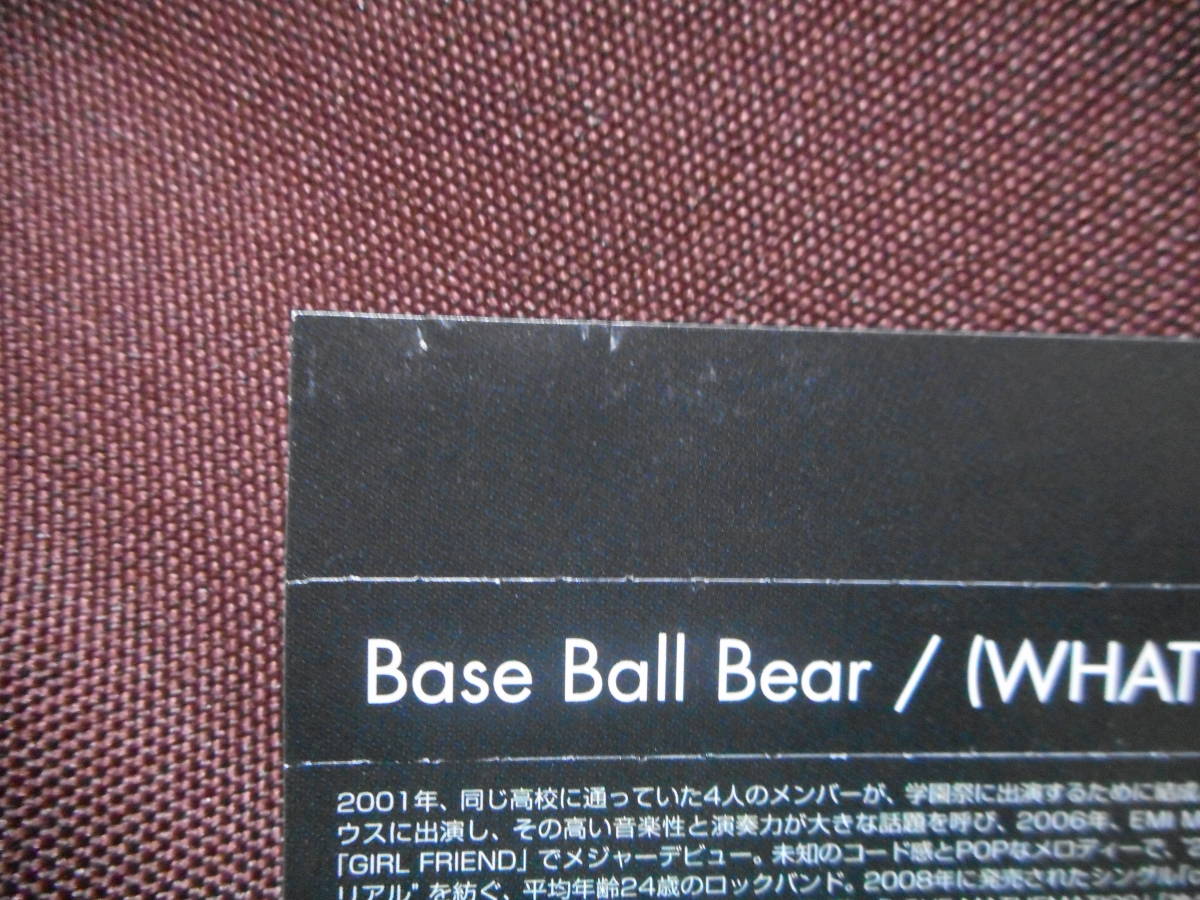 Base Ball Bear / (WHAT
2001年、同じ高校に通っていた4人のメンバーが、学園祭に出演するために結成
ウスに出演し、その高い音楽性と演奏力が大きな話題を呼び、2006年、EMI M
「GIRL FRIEND」でメジャーデビュー。未知のコード感とPOPなメロディーで、
リアル"を紡ぐ、平均年齢24歳のロックバンド。2008年に発売されたシングル